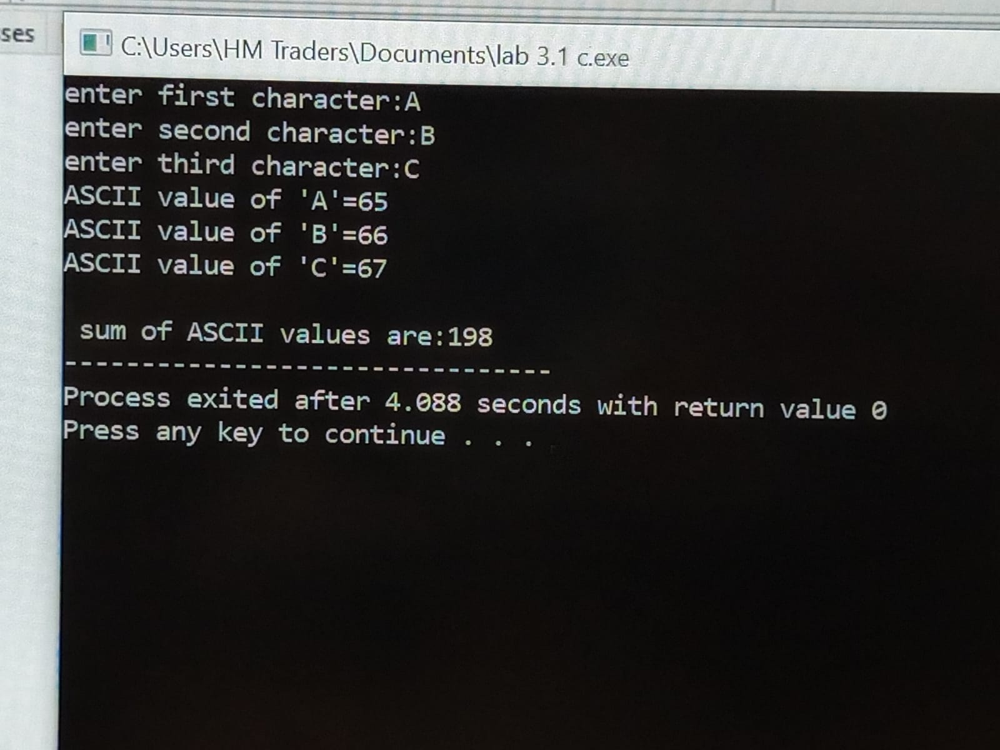 ses
C:\Users\HM Traders\Documents\lab 3.1 c.exe
enter first character:A
enter second character:B
enter third character:C
ASCII value of 'A'=65
ASCII value of 'B'=66
ASCII value of 'C'=67
sum of ASCII values are:198
--------------------------------
Process exited after 4.088 seconds with return value 0
Press any key to continue . . .